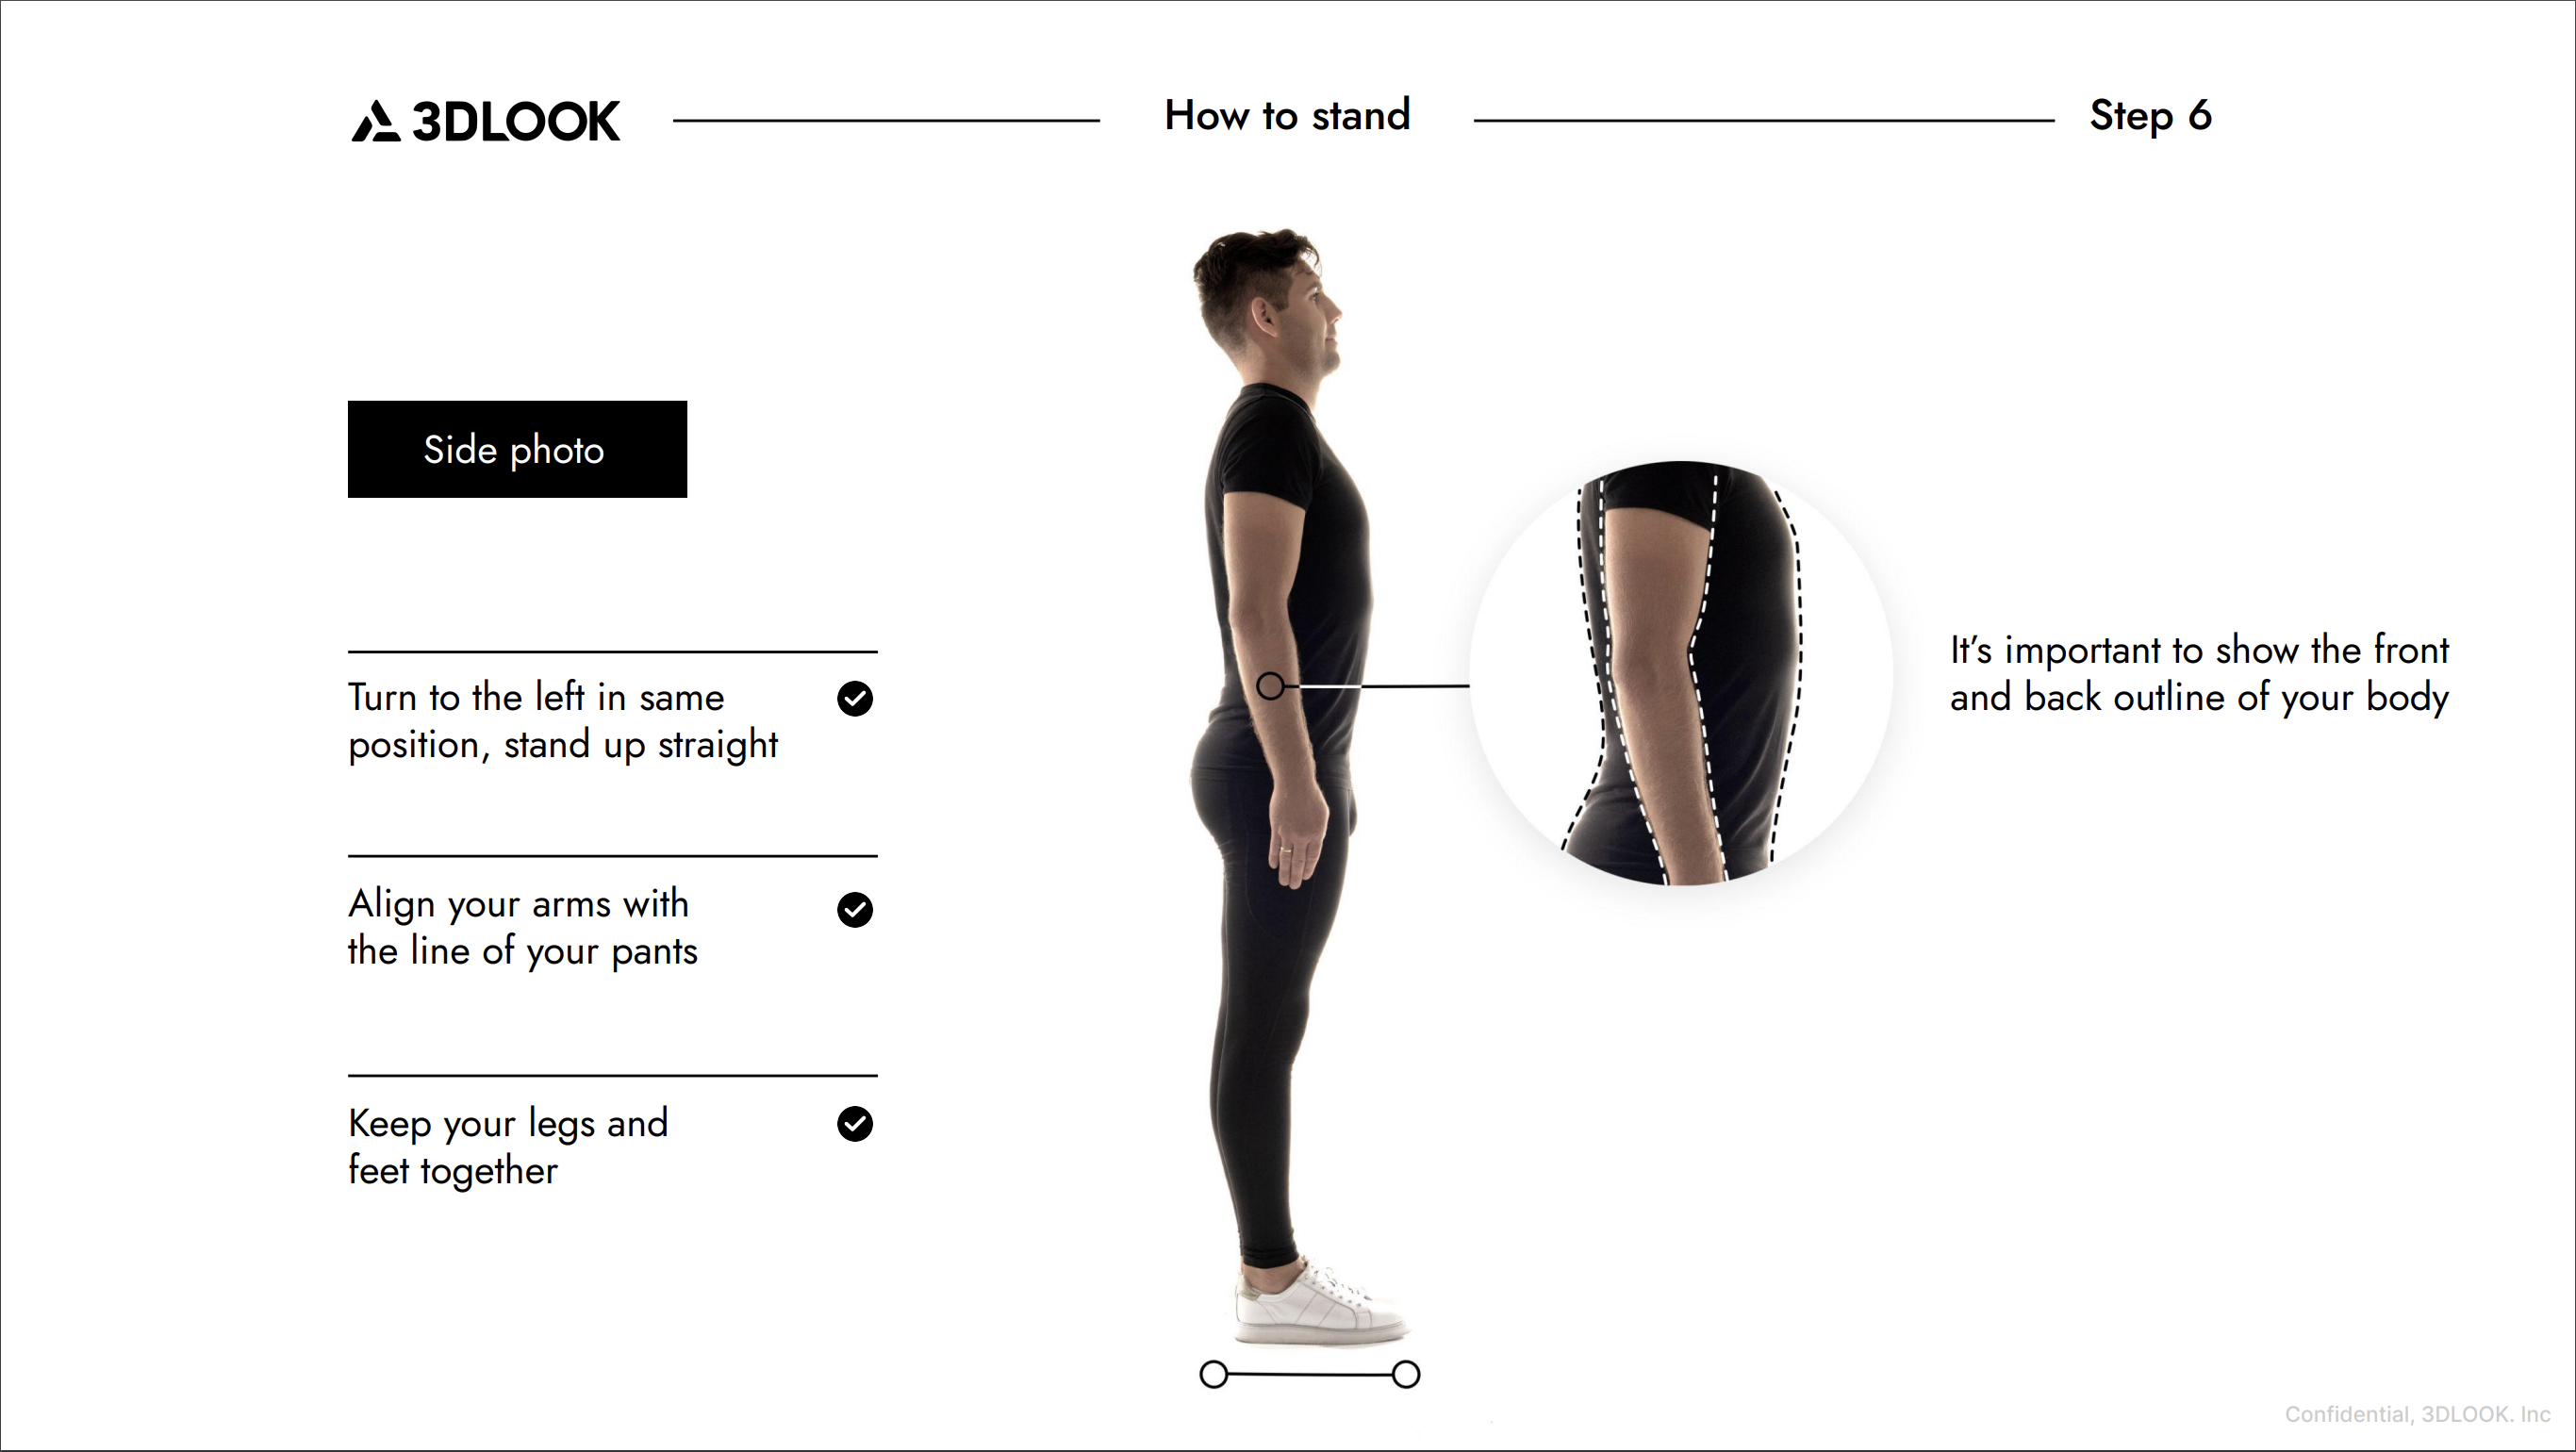 3DLOOK
How to stand
Step 6
Side photo
Turn to the left in same
position, stand up straight
Align your arms with
the line of your pants
Keep your legs and
feet together
It’s important to show the front
and back outline of your body
Confidential, 3DLOOK. Inc